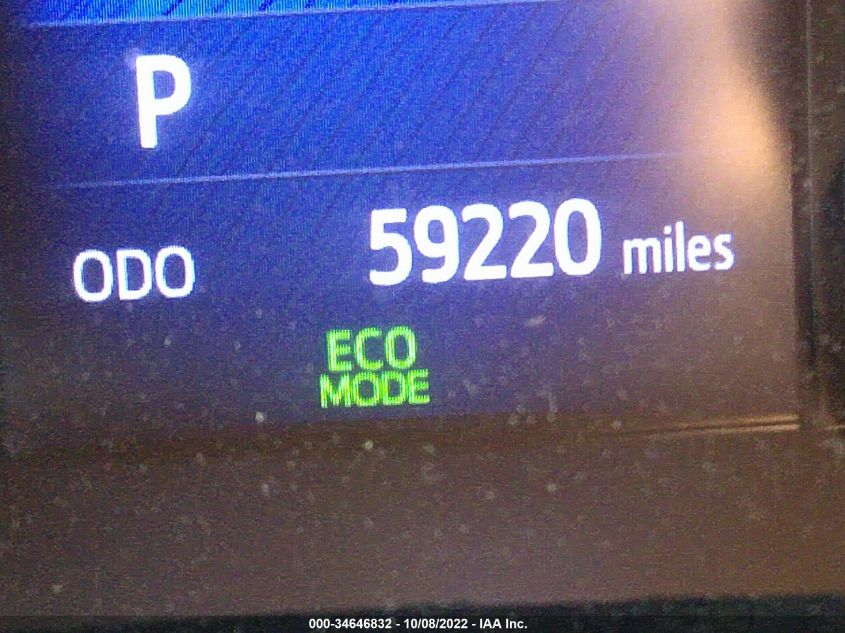 P
ODO 59220 miles
ECO
MODE
000-34646832 - 10/08/2022 - IAA Inc.